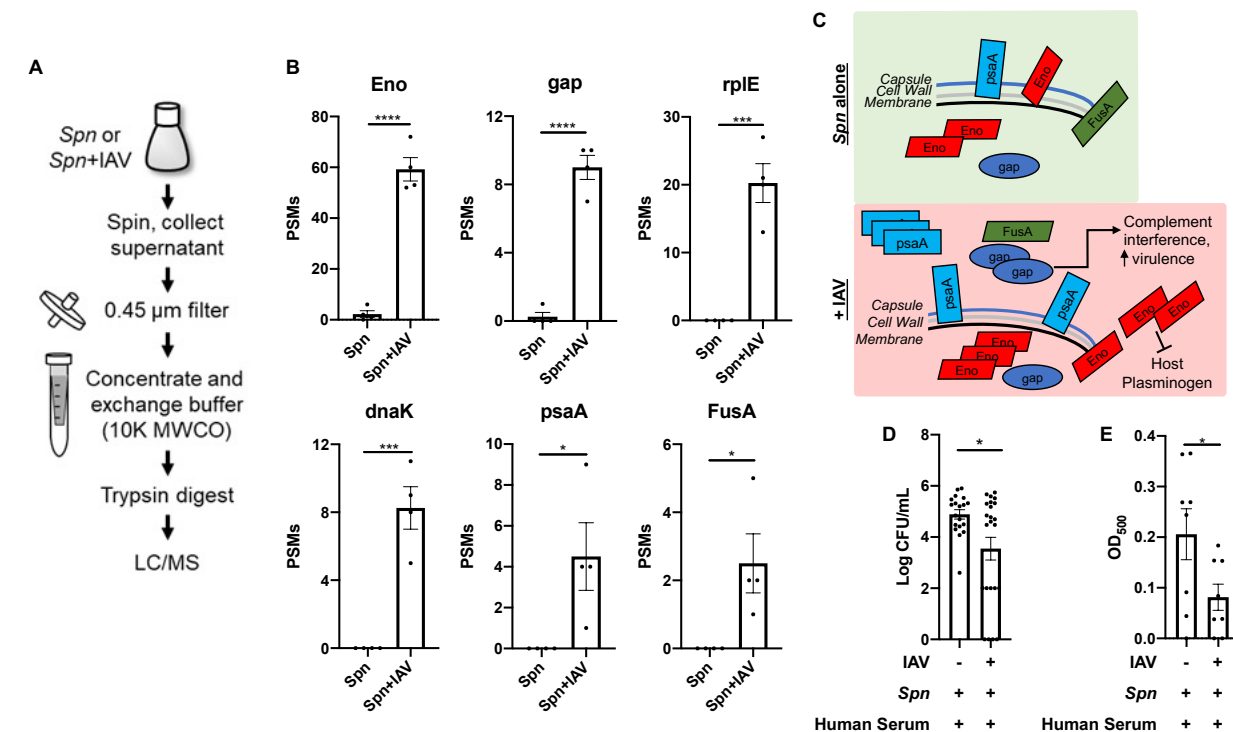 A
Spn or
Spn+IAV
Spin, collect
supernatant
0.45 µm filter
Concentrate and
exchange buffer
(10K MWCO)
Trypsin digest
LC/MS
B
Eno
PSMs
80
60
40
20
0
****
Spn
Spn+IAV
gap
PSMs
12
8
4
0
****
Spn
Spn+IAV
rplE
PSMs
30
20
10
0
***
Spn
Spn+IAV
dnaK
PSMs
12
8
4
0
***
Spn
Spn+IAV
psaA
PSMs
10
8
6
4
2
0
*
Spn
Spn+IAV
FusA
PSMs
6
4
2
0
*
Spn
Spn+IAV
C
Spn alone
Capsule
Cell Wall
Membrane
psaA
Eno
FusA
Eno
Eno
gap
+ IAV
psaA
FusA
gap
gap
Complement
interference,
virulence
psaA
psaA
Capsule
Cell Wall
Membrane
Eno
Eno
Eno
Eno
Eno
Eno
gap
Host
Plasminogen
D
Log CFU/mL
8
6
4
2
0
*
IAV - +
Spn + +
Human Serum + +
E
OD500
0.4
0.3
0.2
0.1
0.0
*
IAV - +
Spn + +
Human Serum + +